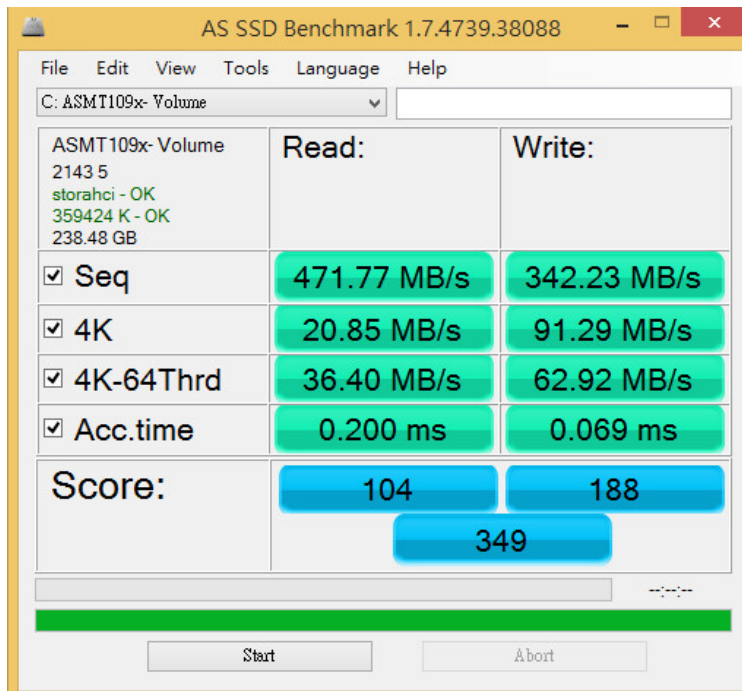 AS SSD Benchmark 1.7.4739.38088
File Edit View Tools Language Help
C: ASMT109x- Volume
ASMT109x- Volume
2143 5
storahci - OK
359424 K - OK
238.48 GB
Read: Write:
Seq 471.77 MB/s 342.23 MB/s
4K 20.85 MB/s 91.29 MB/s
4K-64Thrd 36.40 MB/s 62.92 MB/s
Acc.time 0.200 ms 0.069 ms
Score: 104 188
349
--:--:--
Start Abort